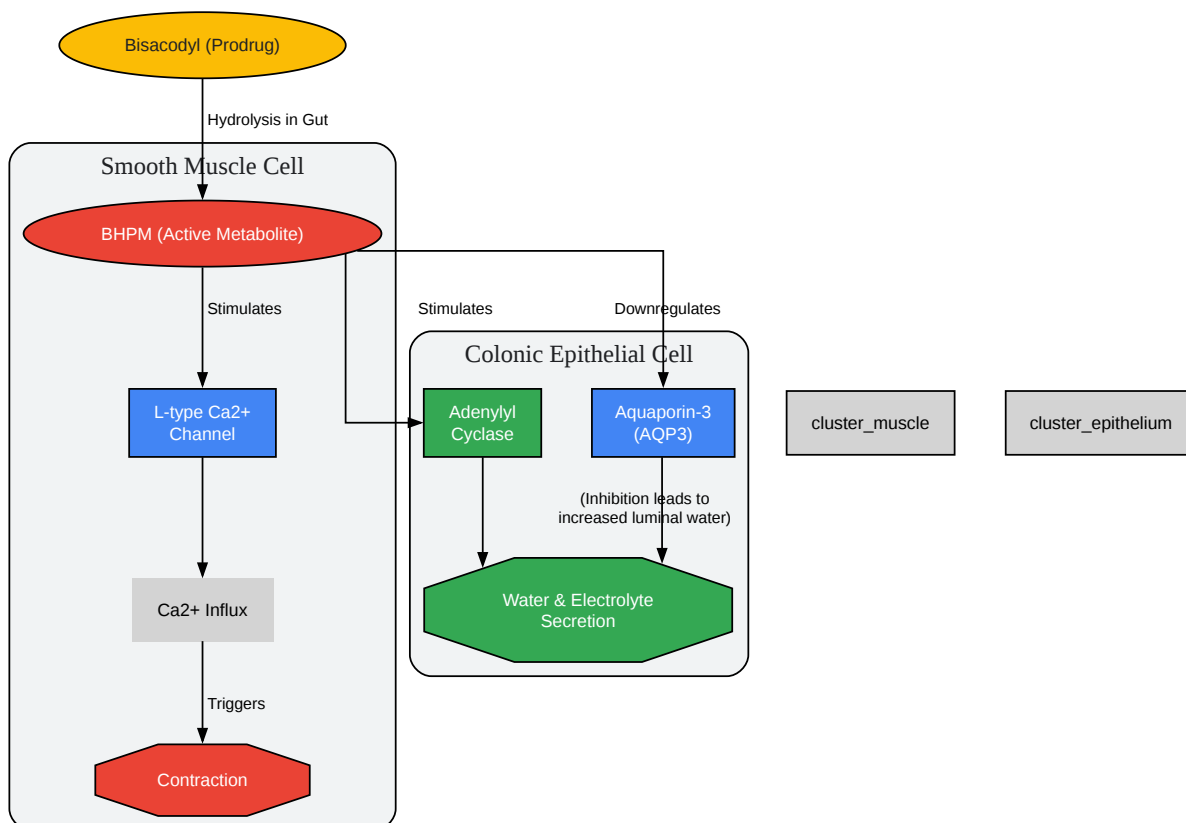 Bisacodyl (Prodrug)
Hydrolysis in Gut
Smooth Muscle Cell
BHPM (Active Metabolite)
Stimulates
Stimulates
Downregulates
Colonic Epithelial Cell
L-type Ca2+
Channel
Adenylyl
Cyclase
Aquaporin-3
(AQP3)
cluster_muscle
cluster_epithelium
(Inhibition leads to
increased luminal water)
Ca2+ Influx
Water & Electrolyte
Secretion
Triggers
Contraction